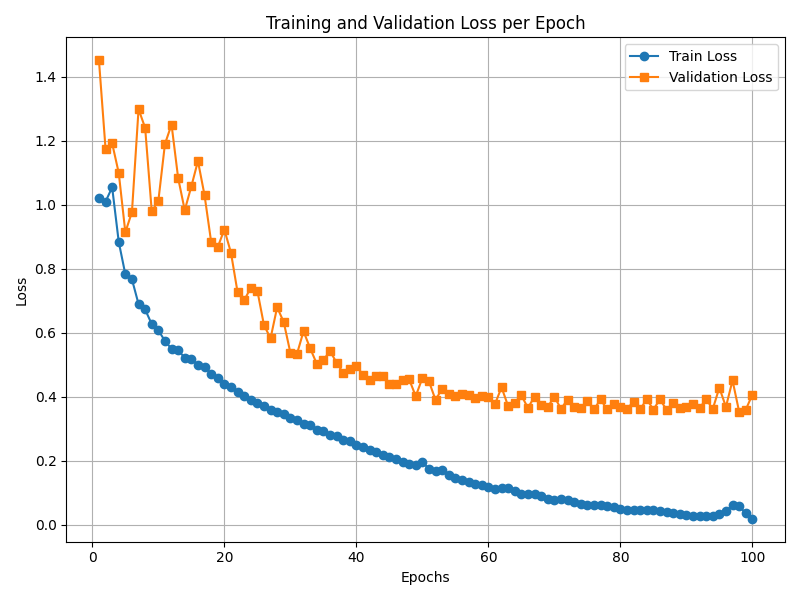 Training and Validation Loss per Epoch
Train Loss
Validation Loss
1.4
1.2
1.0
0.8
0.6
0.4
0.2
0.0
Loss
0 20 40 60 80 100
Epochs